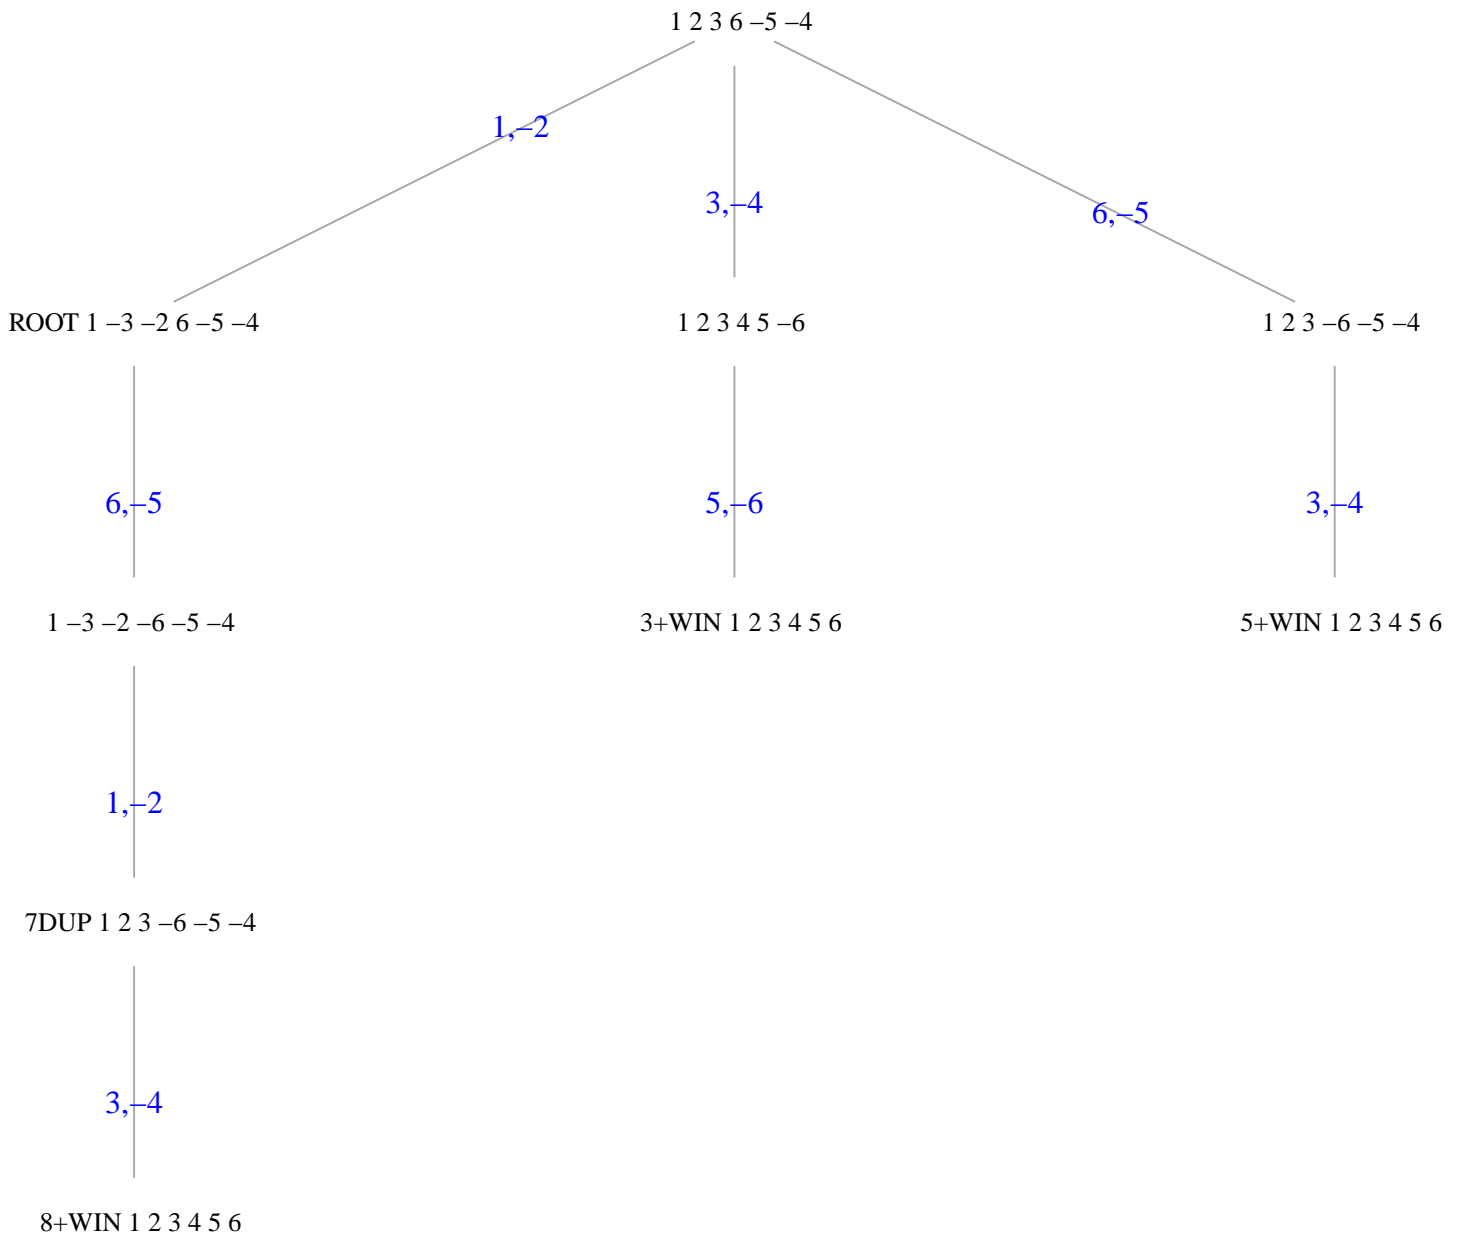 1 2 3 6 –5 –4
1,–2
3,–4
6,–5
ROOT 1 –3 –2 6 –5 –4
1 2 3 4 5 –6
1 2 3 –6 –5 –4
6,–5
5,–6
3,–4
1 –3 –2 –6 –5 –4
3+WIN 1 2 3 4 5 6
5+WIN 1 2 3 4 5 6
1,–2
7DUP 1 2 3 –6 –5 –4
3,–4
8+WIN 1 2 3 4 5 6